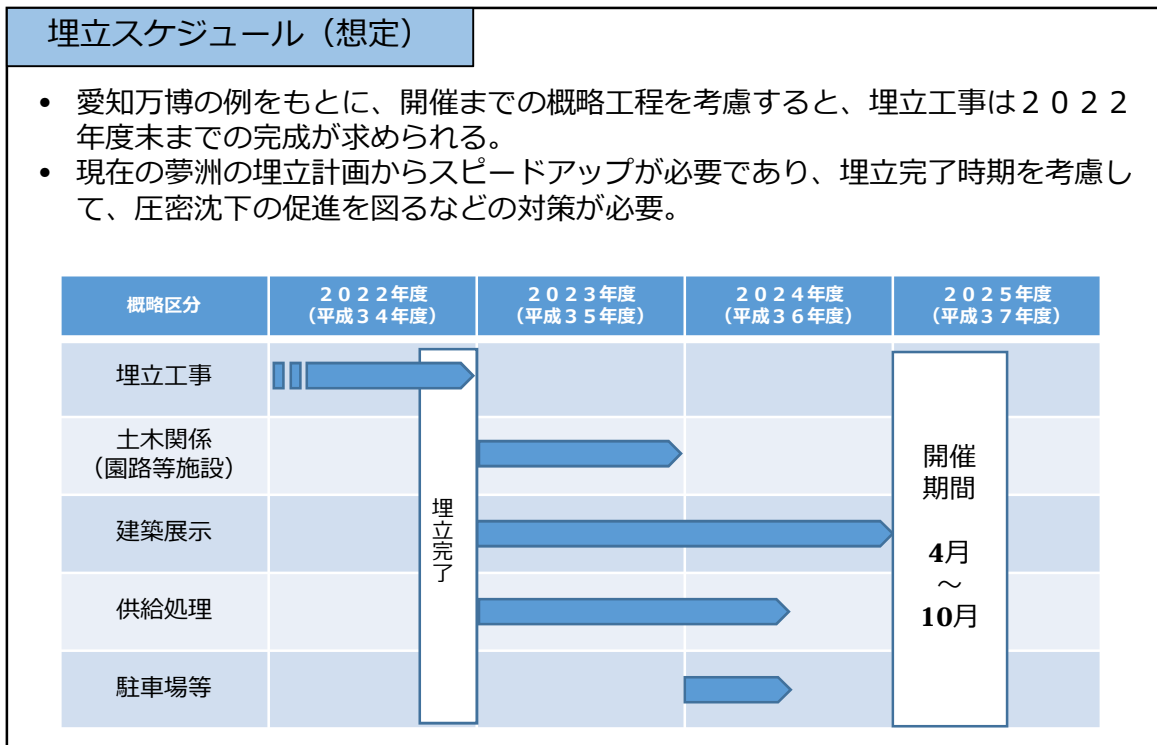 埋立スケジュール（想定）
• 愛知万博の例をもとに、開催までの概略工程を考慮すると、埋立工事は２０２２
年度末までの完成が求められる。
• 現在の夢洲の埋立計画からスピードアップが必要であり、埋立完了時期を考慮し
て、圧密沈下の促進を図るなどの対策が必要。
概略区分
２０２２年度
（平成３４年度）
２０２３年度
（平成３５年度）
２０２４年度
（平成３６年度）
２０２５年度
（平成３７年度）
埋立工事
土木関係
（園路等施設）
建築展示
供給処理
駐車場等
埋立完了
開催
期間
4月
～
10月